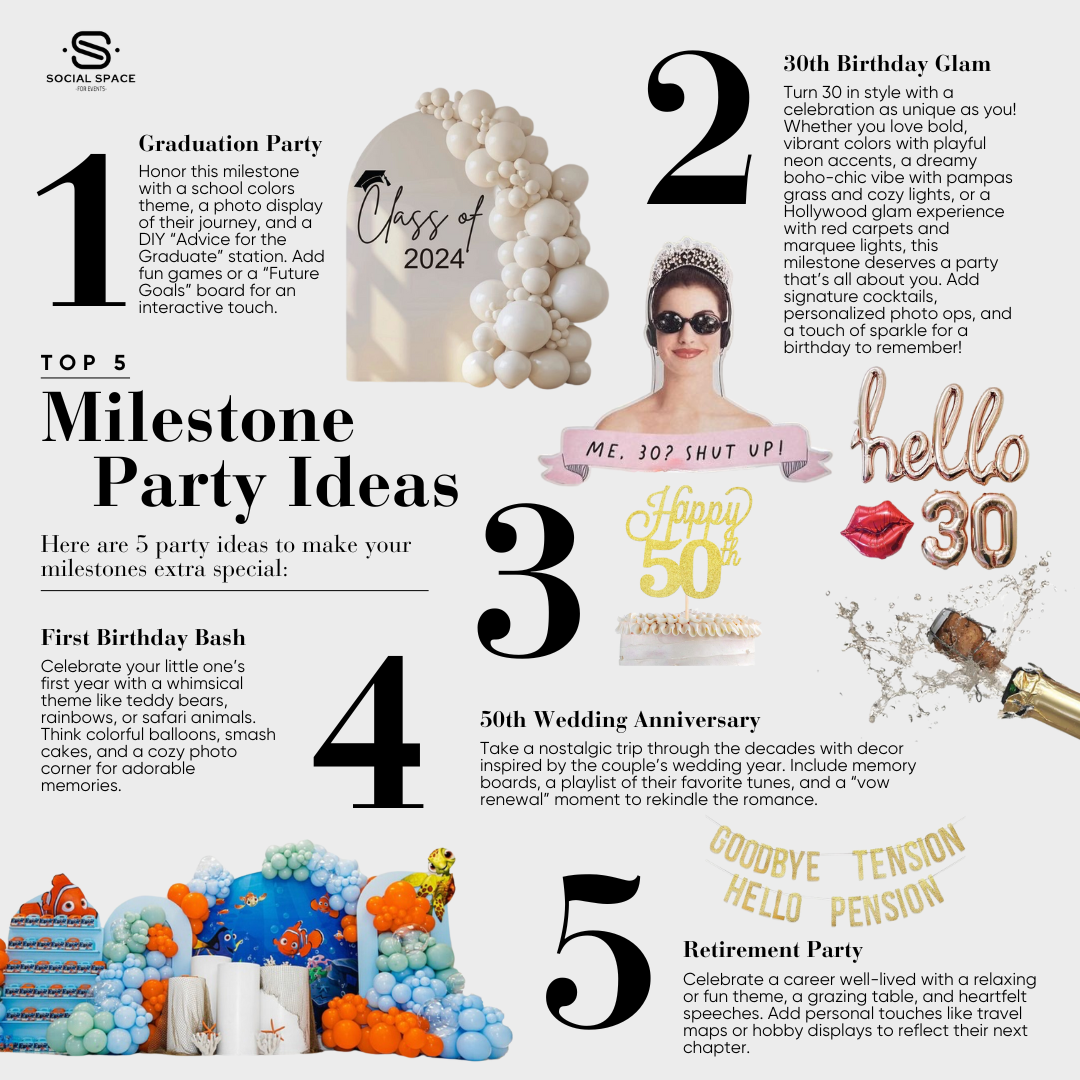 SOCIAL SPACE
-FOR EVENTS-
1
Graduation Party
Honor this milestone
with a school colors
theme, a photo display
of their journey, and a
DIY “Advice for the
Graduate” station. Add
fun games or a “Future
Goals” board for an
interactive touch.
Class of
2024
2
30th Birthday Glam
Turn 30 in style with a
celebration as unique as you!
Whether you love bold,
vibrant colors with playful
neon accents, a dreamy
boho-chic vibe with pampas
grass and cozy lights, or a
Hollywood glam experience
with red carpets and
marquee lights, this
milestone deserves a party
that’s all about you. Add
signature cocktails,
personalized photo ops, and
a touch of sparkle for a
birthday to remember!
ME, 30? SHUT UP!
hello
30
TOP 5
Milestone
Party Ideas
Here are 5 party ideas to make your
milestones extra special:
3
Happy
50th
50th Wedding Anniversary
Take a nostalgic trip through the decades with decor
inspired by the couple’s wedding year. Include memory
boards, a playlist of their favorite tunes, and a “vow
renewal” moment to rekindle the romance.
4
First Birthday Bash
Celebrate your little one’s
first year with a whimsical
theme like teddy bears,
rainbows, or safari animals.
Think colorful balloons, smash
cakes, and a cozy photo
corner for adorable
memories.
5
GOODBYE TENSION
HELLO PENSION
Retirement Party
Celebrate a career well-lived with a relaxing
or fun theme, a grazing table, and heartfelt
speeches. Add personal touches like travel
maps or hobby displays to reflect their next
chapter.